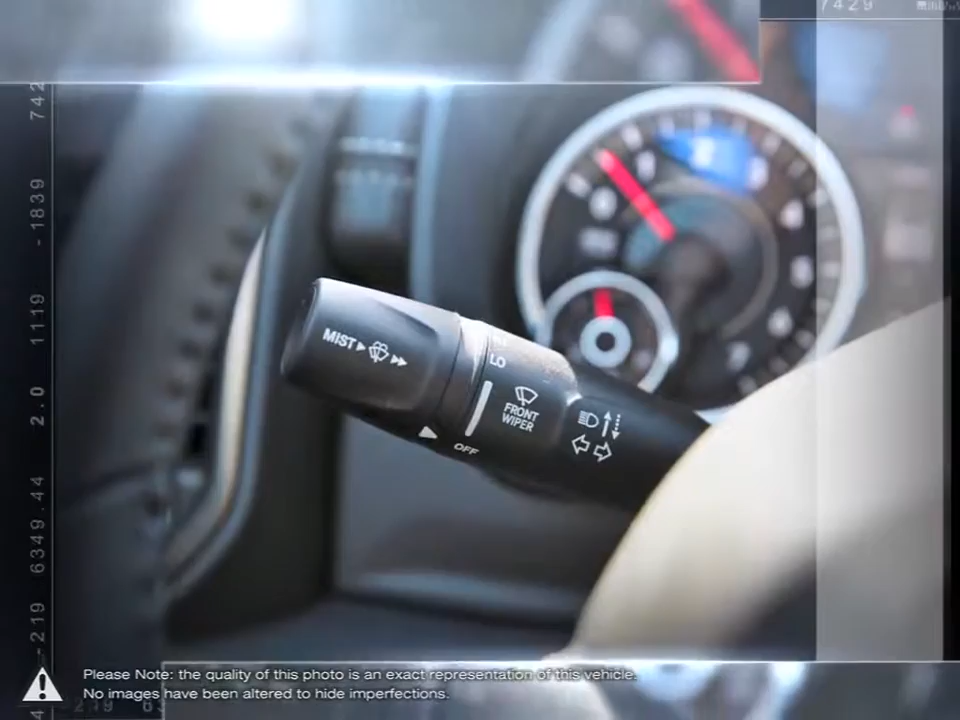 7429
742
-1839
1119
2.0
6349.44
-219
MIST
LO
FRONT
WIPER
OFF
Please Note: the quality of this photo is an exact representation of this vehicle.
No images have been altered to hide imperfections.